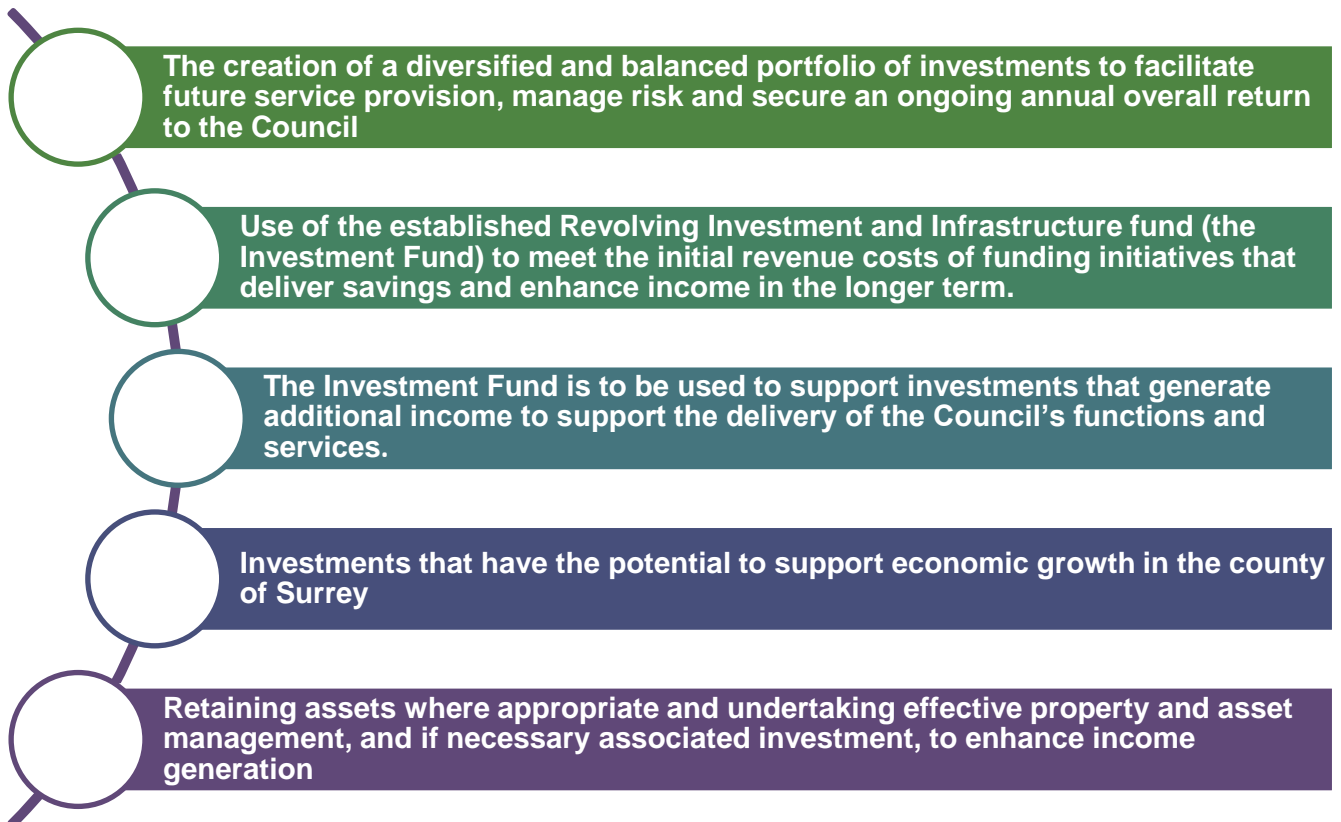 The creation of a diversified and balanced portfolio of investments to facilitate
future service provision, manage risk and secure an ongoing annual overall return
to the Council
Use of the established Revolving Investment and Infrastructure fund (the
Investment Fund) to meet the initial revenue costs of funding initiatives that
deliver savings and enhance income in the longer term.
The Investment Fund is to be used to support investments that generate
additional income to support the delivery of the Council’s functions and
services.
Investments that have the potential to support economic growth in the county
of Surrey
Retaining assets where appropriate and undertaking effective property and asset
management, and if necessary associated investment, to enhance income
generation